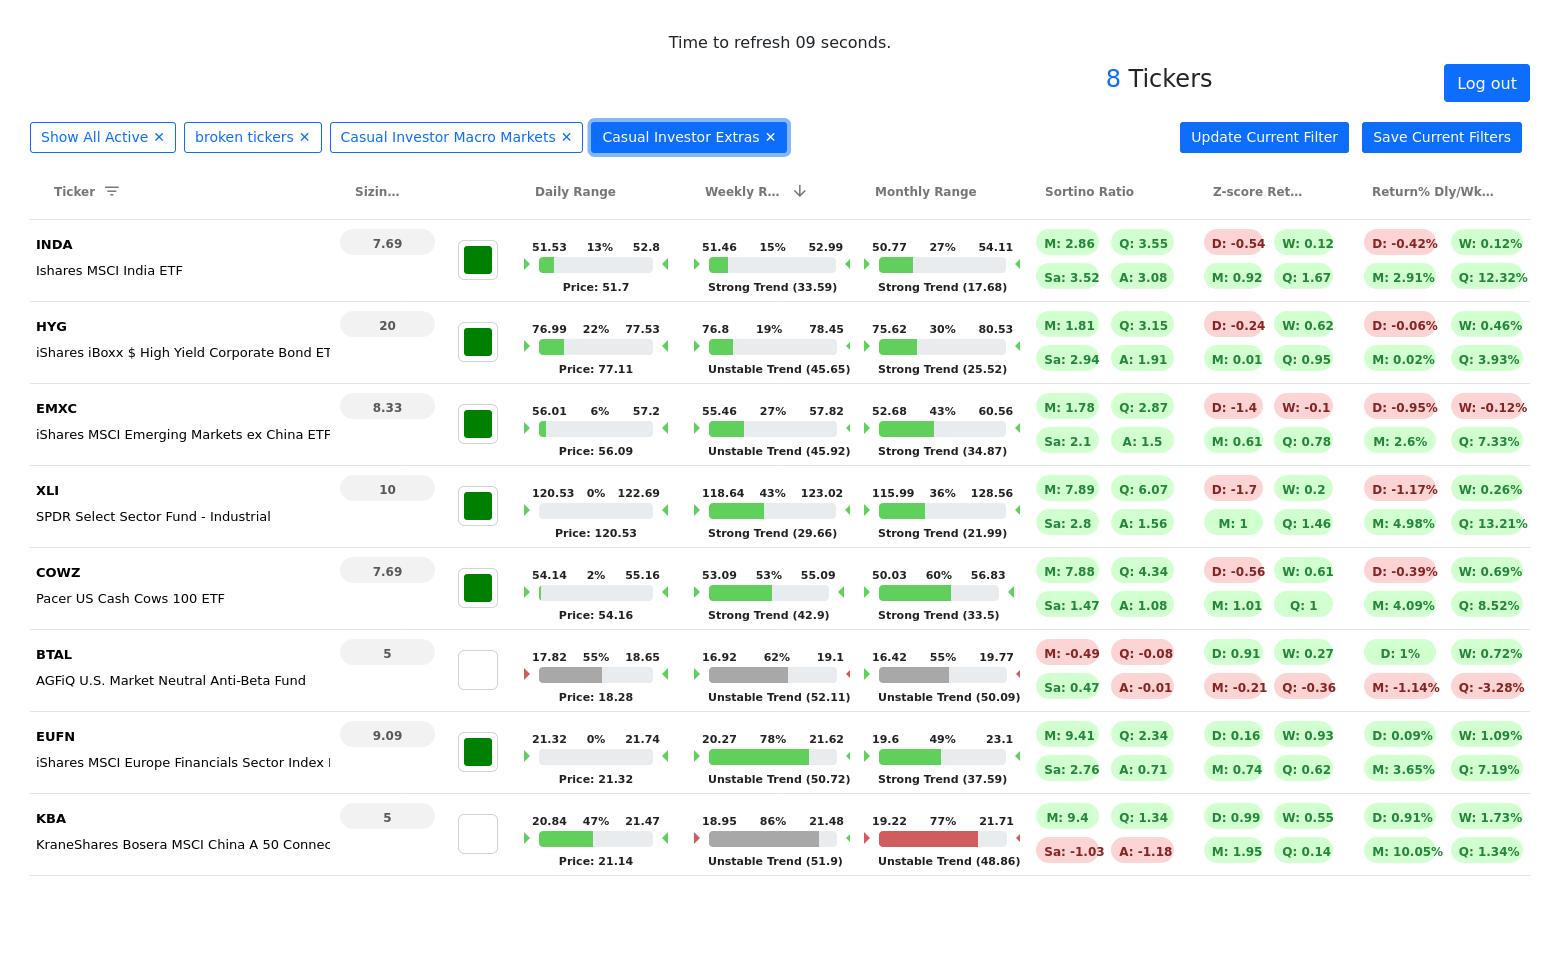 Time to refresh 09 seconds.
8 Tickers
Log out
Show All Active ✕ broken tickers ✕ Casual Investor Macro Markets ✕ Casual Investor Extras ✕ Update Current Filter Save Current Filters
Ticker Sizin... Daily Range Weekly R... Monthly Range Sortino Ratio Z-score Ret... Return% Dly/Wk...
INDA 7.69 51.53 13% 52.8 51.46 15% 52.99 50.77 27% 54.11 M: 2.86 Q: 3.55 D: -0.54 W: 0.12 D: -0.42% W: 0.12%
Ishares MSCI India ETF Sa: 3.52 A: 3.08 M: 0.92 Q: 1.67 M: 2.91% Q: 12.32%
Price: 51.7 Strong Trend (33.59) Strong Trend (17.68)
HYG 20 76.99 22% 77.53 76.8 19% 78.45 75.62 30% 80.53 M: 1.81 Q: 3.15 D: -0.24 W: 0.62 D: -0.06% W: 0.46%
iShares iBoxx $ High Yield Corporate Bond ET Sa: 2.94 A: 1.91 M: 0.01 Q: 0.95 M: 0.02% Q: 3.93%
Price: 77.11 Unstable Trend (45.65) Strong Trend (25.52)
EMXC 8.33 56.01 6% 57.2 55.46 27% 57.82 52.68 43% 60.56 M: 1.78 Q: 2.87 D: -1.4 W: -0.1 D: -0.95% W: -0.12%
iShares MSCI Emerging Markets ex China ETF Sa: 2.1 A: 1.5 M: 0.61 Q: 0.78 M: 2.6% Q: 7.33%
Price: 56.09 Unstable Trend (45.92) Strong Trend (34.87)
XLI 10 120.53 0% 122.69 118.64 43% 123.02 115.99 36% 128.56 M: 7.89 Q: 6.07 D: -1.7 W: 0.2 D: -1.17% W: 0.26%
SPDR Select Sector Fund - Industrial Sa: 2.8 A: 1.56 M: 1 Q: 1.46 M: 4.98% Q: 13.21%
Price: 120.53 Strong Trend (29.66) Strong Trend (21.99)
COWZ 7.69 54.14 2% 55.16 53.09 53% 55.09 50.03 60% 56.83 M: 7.88 Q: 4.34 D: -0.56 W: 0.61 D: -0.39% W: 0.69%
Pacer US Cash Cows 100 ETF Sa: 1.47 A: 1.08 M: 1.01 Q: 1 M: 4.09% Q: 8.52%
Price: 54.16 Strong Trend (42.9) Strong Trend (33.5)
BTAL 5 17.82 55% 18.65 16.92 62% 19.1 16.42 55% 19.77 M: -0.49 Q: -0.08 D: 0.91 W: 0.27 D: 1% W: 0.72%
AGFiQ U.S. Market Neutral Anti-Beta Fund Sa: 0.47 A: -0.01 M: -0.21 Q: -0.36 M: -1.14% Q: -3.28%
Price: 18.28 Unstable Trend (52.11) Unstable Trend (50.09)
EUFN 9.09 21.32 0% 21.74 20.27 78% 21.62 19.6 49% 23.1 M: 9.41 Q: 2.34 D: 0.16 W: 0.93 D: 0.09% W: 1.09%
iShares MSCI Europe Financials Sector Index Sa: 2.76 A: 0.71 M: 0.74 Q: 0.62 M: 3.65% Q: 7.19%
Price: 21.32 Unstable Trend (50.72) Strong Trend (37.59)
KBA 5 20.84 47% 21.47 18.95 86% 21.48 19.22 77% 21.71 M: 9.4 Q: 1.34 D: 0.99 W: 0.55 D: 0.91% W: 1.73%
KraneShares Bosera MSCI China A 50 Connec Sa: -1.03 A: -1.18 M: 1.95 Q: 0.14 M: 10.05% Q: 1.34%
Price: 21.14 Unstable Trend (51.9) Unstable Trend (48.86)